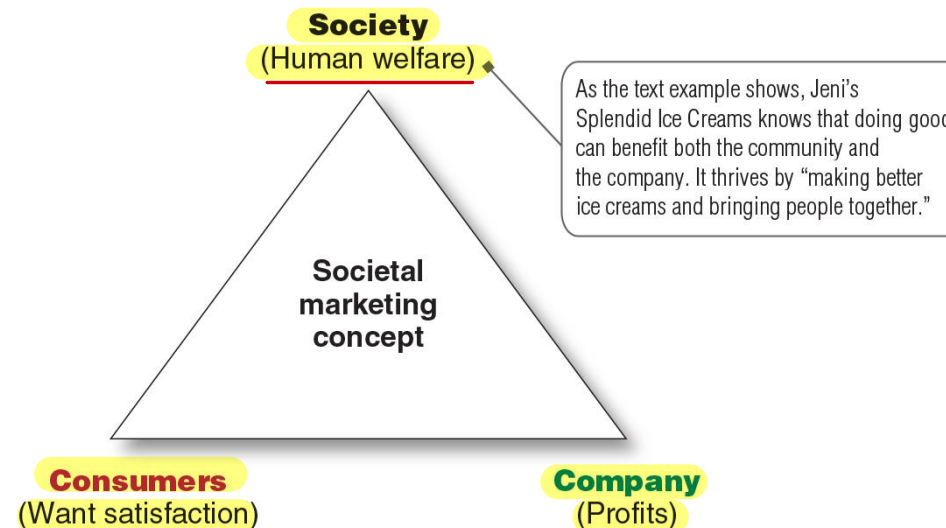 Society
(Human welfare)
As the text example shows, Jeni’s
Splendid Ice Creams knows that doing good
can benefit both the community and
the company. It thrives by “making better
ice creams and bringing people together.”
Societal
marketing
concept
Consumers
(Want satisfaction)
Company
(Profits)